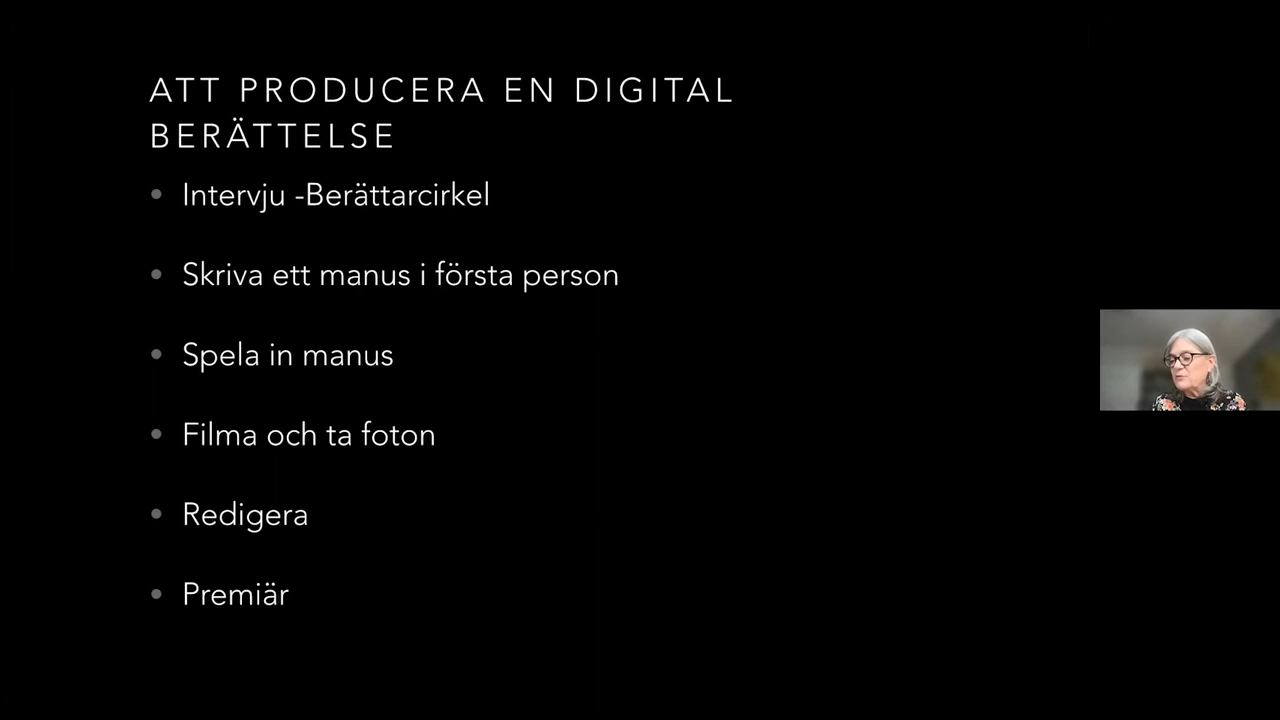 ATT PRODUCERA EN DIGITAL
BERÄTTELSE
• Intervju -Berättarcirkel
• Skriva ett manus i första person
• Spela in manus
• Filma och ta foton
• Redigera
• Premiär